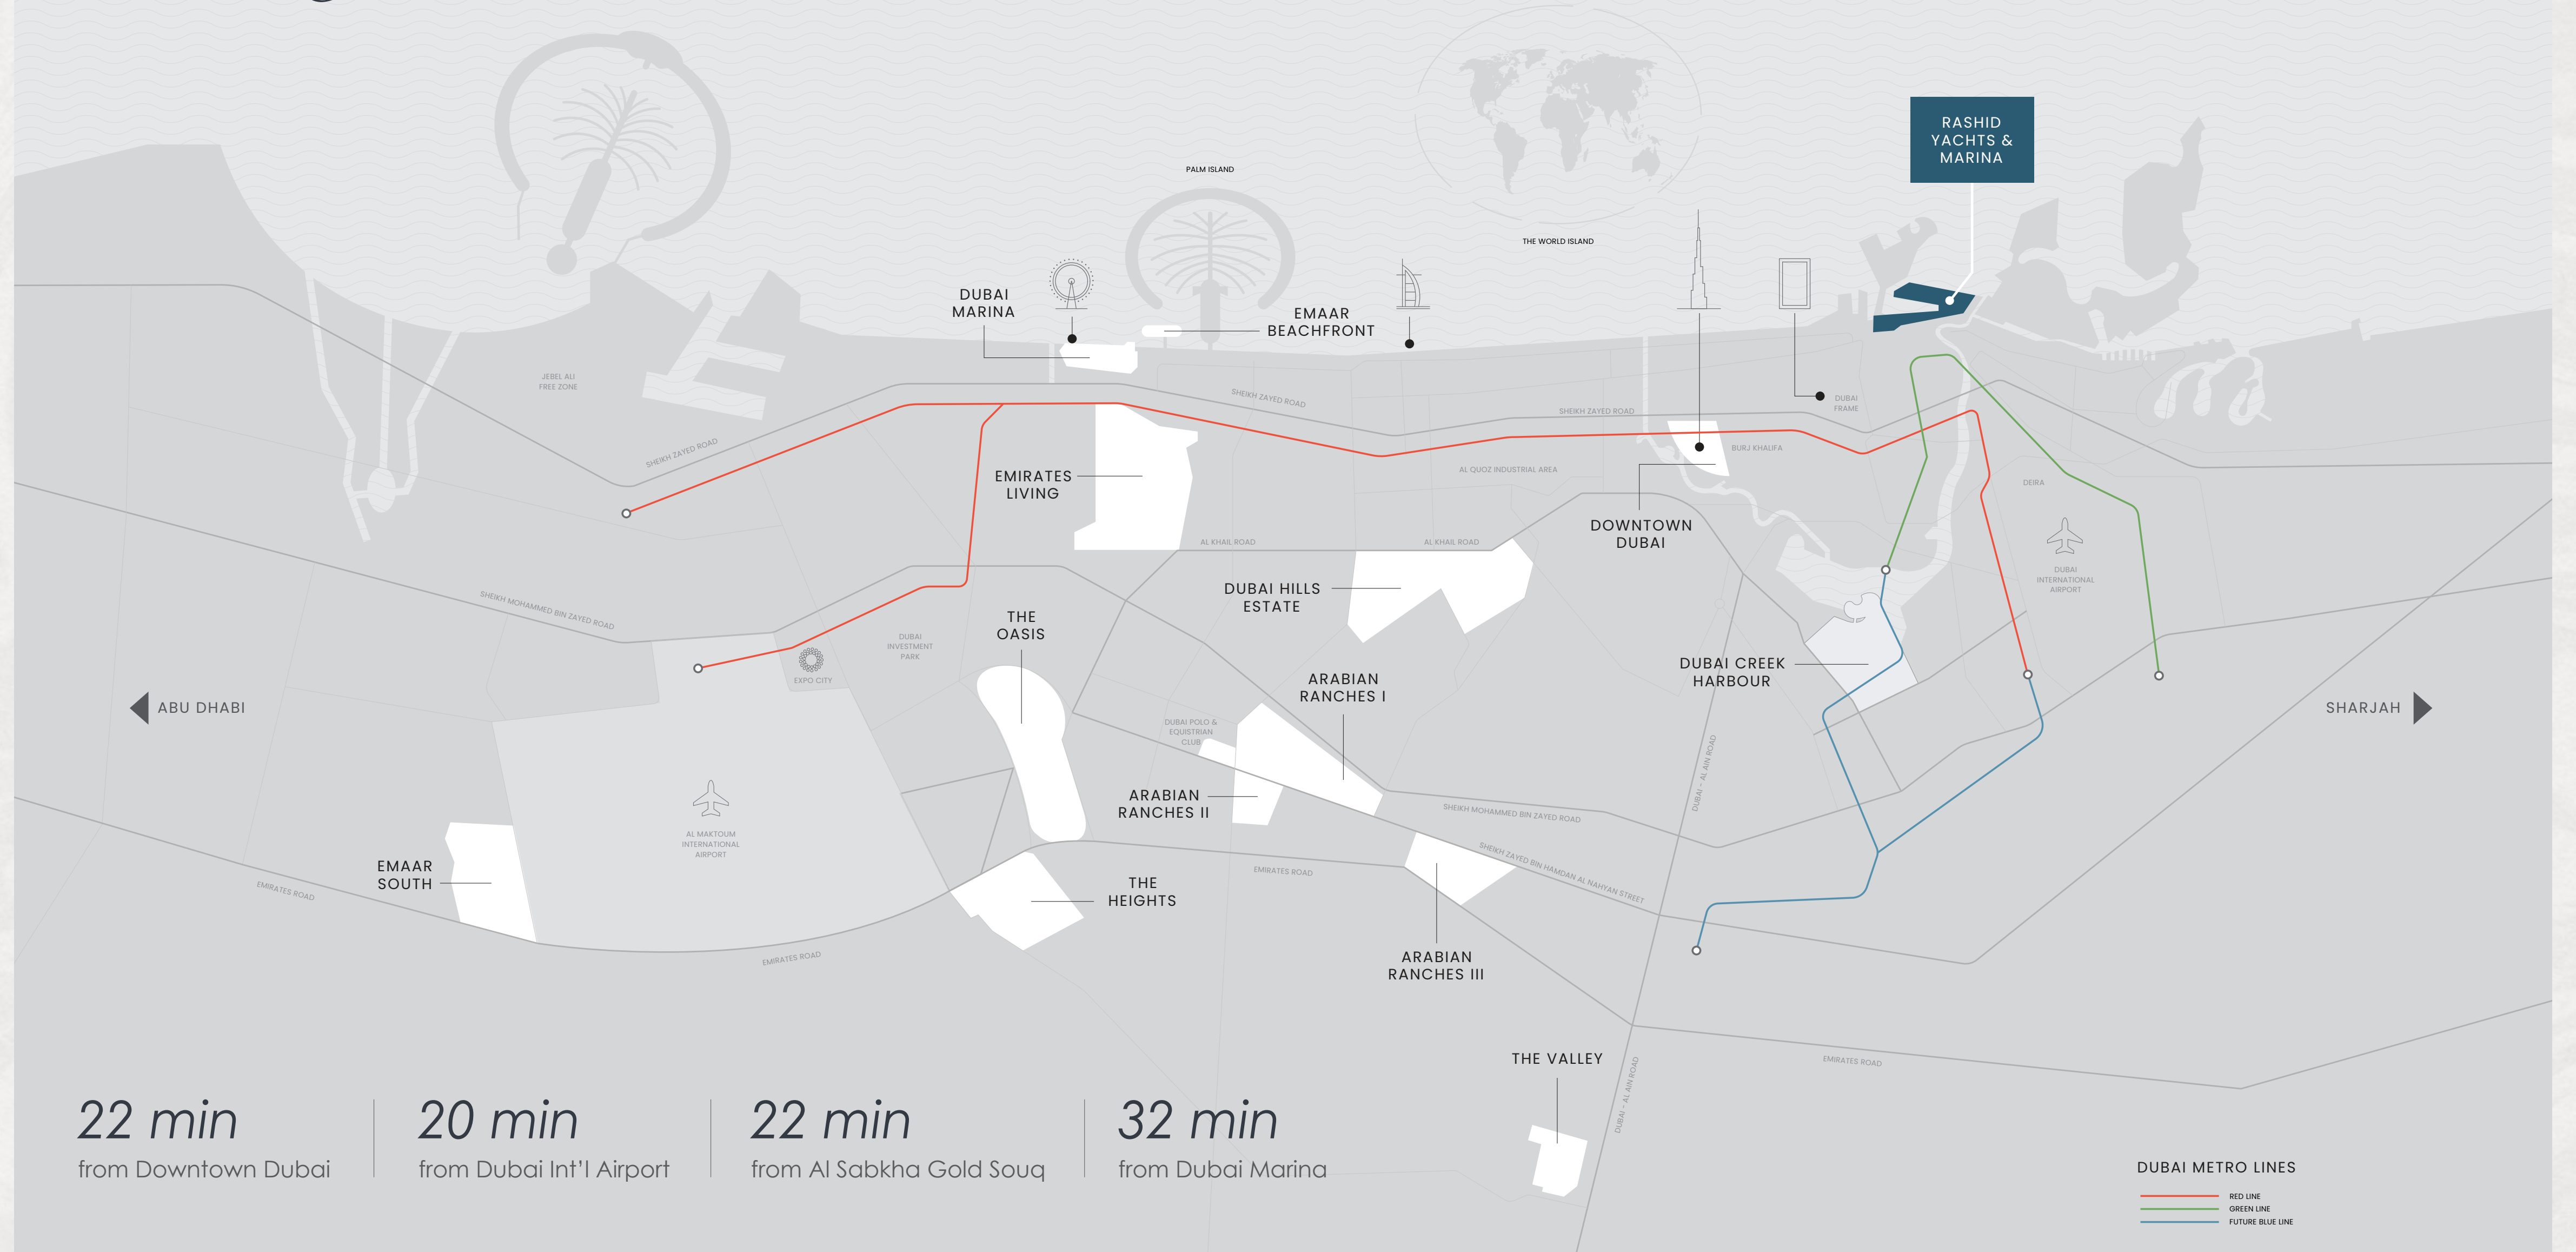 RASHID
YACHTS &
MARINA
PALM ISLAND
THE WORLD ISLAND
DUBAI
MARINA
EMAAR
BEACHFRONT
JEBEL ALI
FREE ZONE
SHEIKH ZAYED ROAD
SHEIKH ZAYED ROAD
SHEIKH ZAYED ROAD
DUBAI
FRAME
BURJ KHALIFA
EMIRATES
LIVING
AL QUOZ INDUSTRIAL AREA
DEIRA
DOWNTOWN
DUBAI
AL KHAIL ROAD
AL KHAIL ROAD
DUBAI
INTERNATIONAL
AIRPORT
DUBAI HILLS
ESTATE
SHEIKH MOHAMMED BIN ZAYED ROAD
THE
OASIS
DUBAI
INVESTMENT
PARK
EXPO CITY
DUBAI CREEK
HARBOUR
ARABIAN
RANCHES I
ABU DHABI
SHARJAH
DUBAI POLO &
EQUESTRIAN
CLUB
DUBAI - AL AIN ROAD
ARABIAN
RANCHES II
SHEIKH MOHAMMED BIN ZAYED ROAD
AL MAKTOUM
INTERNATIONAL
AIRPORT
EMAAR
SOUTH
EMIRATES ROAD
EMIRATES ROAD
SHEIKH ZAYED BIN HAMDAN AL NAHYAN STREET
THE
HEIGHTS
EMIRATES ROAD
ARABIAN
RANCHES III
THE VALLEY
EMIRATES ROAD
DUBAI - AL AIN ROAD
22 min
from Downtown Dubai
20 min
from Dubai Int'l Airport
22 min
from Al Sabkha Gold Souq
32 min
from Dubai Marina
DUBAI METRO LINES
RED LINE
GREEN LINE
FUTURE BLUE LINE